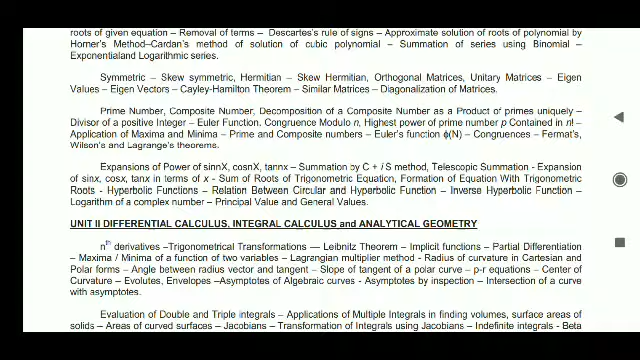 roots of given equation – Removal of terms – Descartes's rule of signs – Approximate solution of roots of polynomial by
Horner's Method–Cardan's method of solution of cubic polynomial – Summation of series using Binomial –
Exponentialand Logarithmic series.
Symmetric – Skew symmetric, Hermitian – Skew Hermitian, Orthogonal Matrices, Unitary Matrices – Eigen
Values – Eigen Vectors – Cayley-Hamilton Theorem – Similar Matrices – Diagonalization of Matrices.
Prime Number, Composite Number, Decomposition of a Composite Number as a Product of primes uniquely –
Divisor of a positive Integer – Euler Function. Congruence Modulo n, Highest power of prime number p Contained in n! –
Application of Maxima and Minima – Prime and Composite numbers – Euler's function ϕ(N) – Congruences – Fermat's,
Wilson's and Lagrange's theorems.
Expansions of Power of sinnX, cosnX, tannx – Summation by C + i S method, Telescopic Summation - Expansion
of sinx, cosx, tanx in terms of x - Sum of Roots of Trigonometric Equation, Formation of Equation With Trigonometric
Roots - Hyperbolic Functions – Relation Between Circular and Hyperbolic Function – Inverse Hyperbolic Function –
Logarithm of a complex number – Principal Value and General Values.
UNIT II DIFFERENTIAL CALCULUS, INTEGRAL CALCULUS and ANALYTICAL GEOMETRY
nth derivatives –Trigonometrical Transformations –– Leibnitz Theorem - Implicit functions - Partial Differentiation
– Maxima / Minima of a function of two variables – Lagrangian multiplier method - Radius of curvature in Cartesian and
Polar forms – Angle between radius vector and tangent – Slope of tangent of a polar curve – p-r equations – Center of
Curvature – Evolutes, Envelopes –Asymptotes of Algebraic curves - Asymptotes by inspection – Intersection of a curve
with asymptotes.
Evaluation of Double and Triple integrals – Applications of Multiple Integrals in finding volumes, surface areas of
solids – Areas of curved surfaces – Jacobians – Transformation of Integrals using Jacobians – Indefinite integrals - Beta